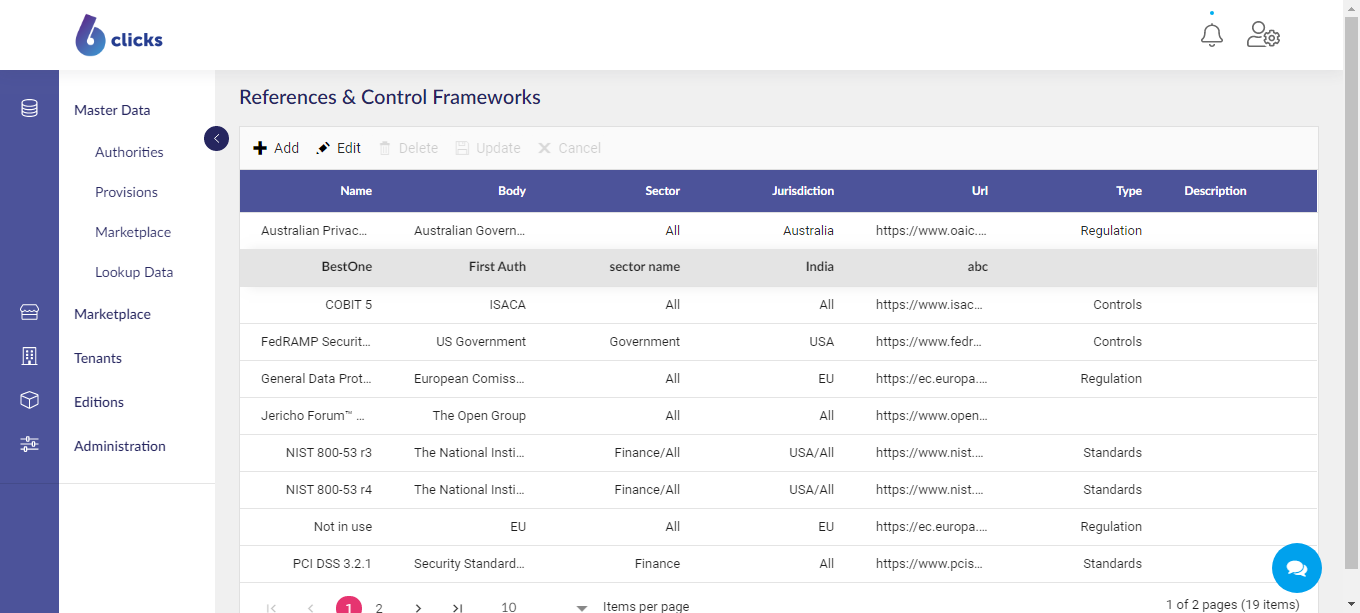 6clicks
References & Control Frameworks
Master Data
Authorities
Provisions
Marketplace
Lookup Data
Marketplace
Tenants
Editions
Administration
Add Edit Delete Update Cancel
Name Body Sector Jurisdiction Url Type Description
Australian Privac... Australian Govern... All Australia https://www.oaic.... Regulation
BestOne First Auth sector name India abc
COBIT 5 ISACA All All https://www.isac... Controls
FedRAMP Securit... US Government Government USA https://www.fedr... Controls
General Data Prot... European Comiss... All EU https://ec.europa.... Regulation
Jericho Forum™ ... The Open Group All All https://www.open...
NIST 800-53 r3 The National Insti... Finance/All USA/All https://www.nist.... Standards
NIST 800-53 r4 The National Insti... Finance/All USA/All https://www.nist.... Standards
Not in use EU All EU https://ec.europa.... Regulation
PCI DSS 3.2.1 Security Standard... Finance All https://www.pcis... Standards
1 2 10 Items per page 1 of 2 pages (19 items)